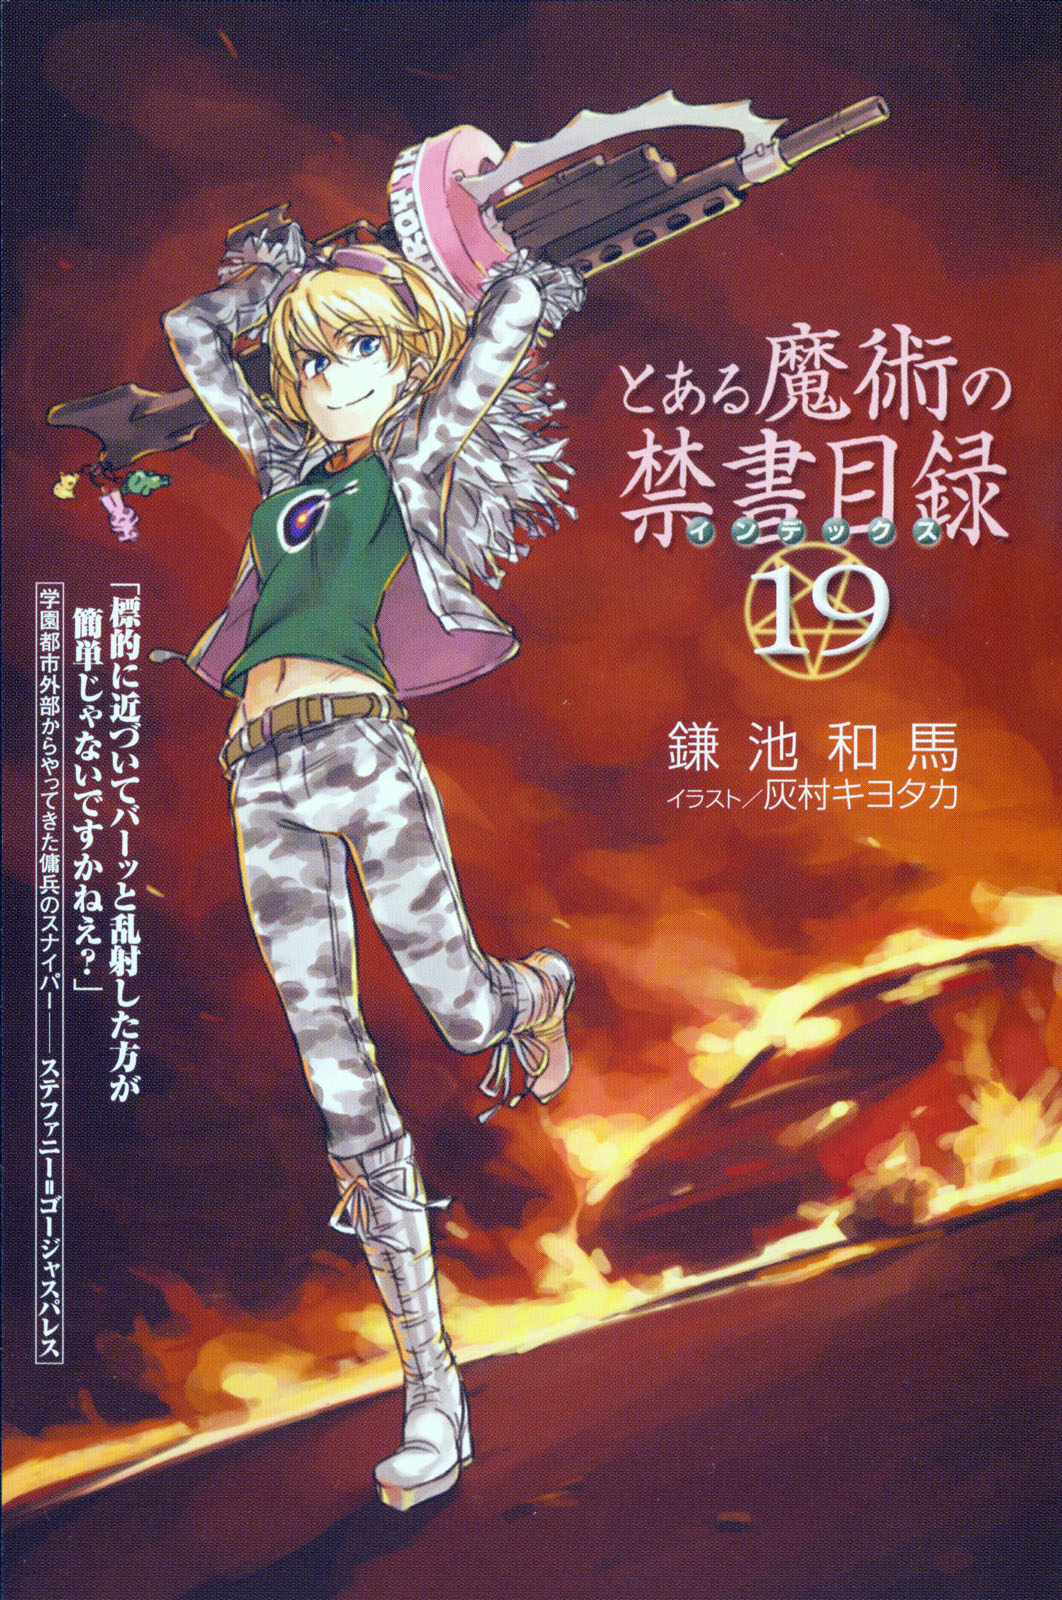 とある魔術の
禁書目録
インデックス
19
鎌池和馬
イラスト／灰村キヨタカ
「標的に近づいてバーッと乱射した方が
簡単じゃないですかねえ？」
学園都市外部からやってきた傭兵のスナイパー――ステファニー＝ゴージャスパレス